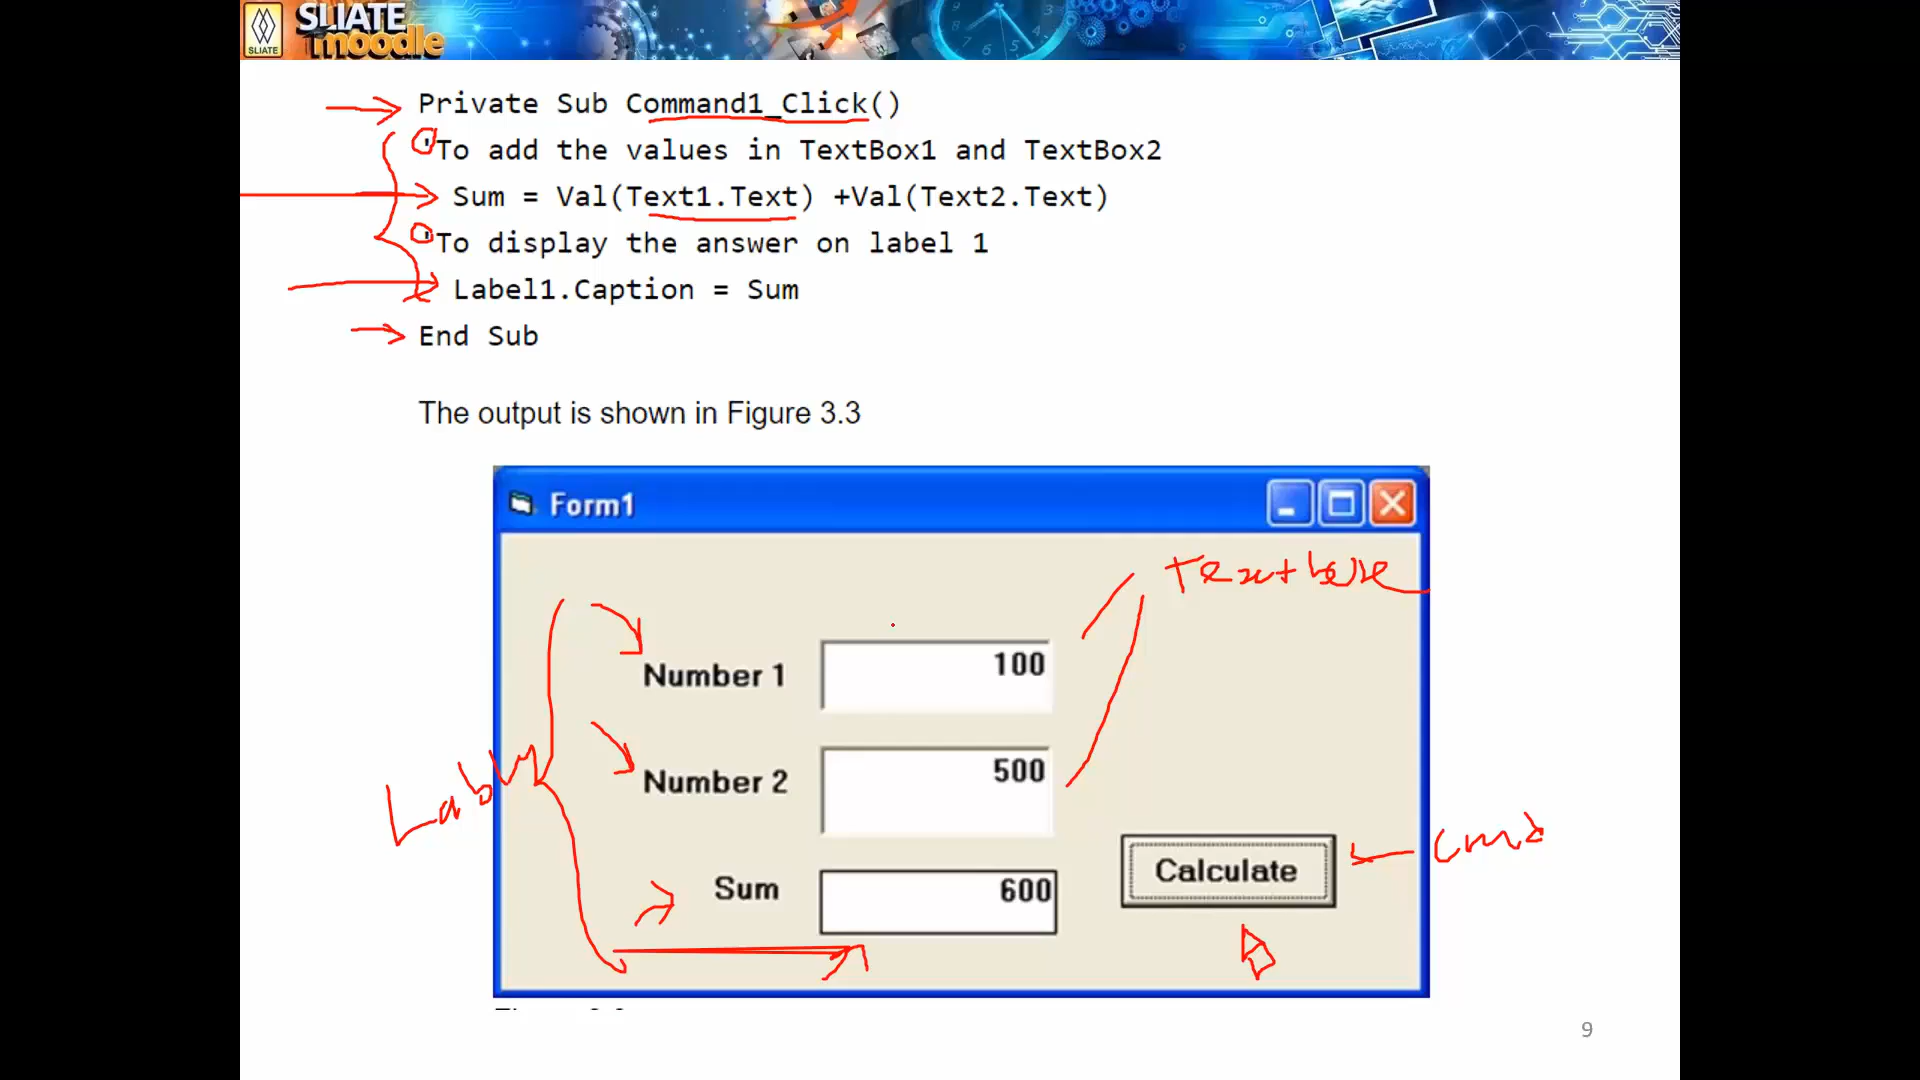 SLIATE
SLIATE
moodle
Private Sub Command1_Click()
'To add the values in TextBox1 and TextBox2
Sum = Val(Text1.Text) +Val(Text2.Text)
'To display the answer on label 1
Label1.Caption = Sum
End Sub
The output is shown in Figure 3.3
Form1
Number 1 100
Number 2 500
Sum 600
Calculate
9